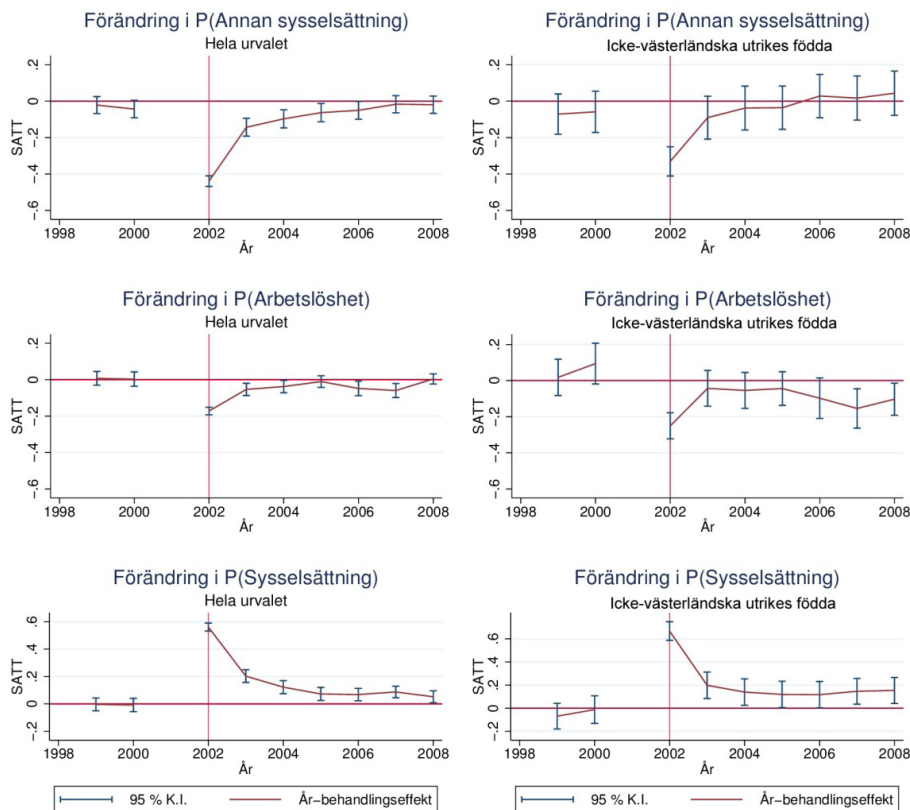 Förändring i P(Annan sysselsättning)
Hela urvalet
SATT
.2
0
-.2
-.4
-.6
1998 2000 2002 2004 2006 2008
År
Förändring i P(Annan sysselsättning)
Icke-västerländska utrikes födda
SATT
.2
0
-.2
-.4
-.6
1998 2000 2002 2004 2006 2008
År
Förändring i P(Arbetslöshet)
Hela urvalet
SATT
.2
0
-.2
-.4
-.6
1998 2000 2002 2004 2006 2008
År
Förändring i P(Arbetslöshet)
Icke-västerländska utrikes födda
SATT
.2
0
-.2
-.4
-.6
1998 2000 2002 2004 2006 2008
År
Förändring i P(Sysselsättning)
Hela urvalet
SATT
.6
.4
.2
0
-.2
1998 2000 2002 2004 2006 2008
År
Förändring i P(Sysselsättning)
Icke-västerländska utrikes födda
SATT
.6
.4
.2
0
-.2
1998 2000 2002 2004 2006 2008
År
95 % K.I. År-behandlingseffekt
95 % K.I. År-behandlingseffekt